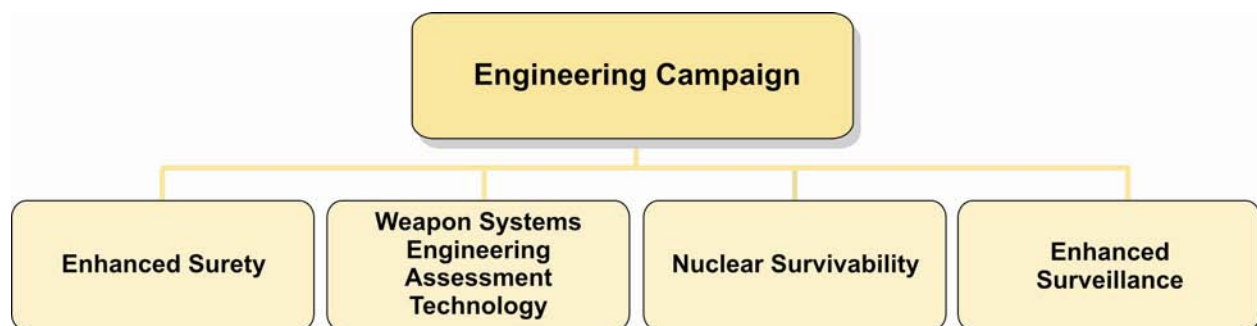 Engineering Campaign
Enhanced Surety
Weapon Systems
Engineering
Assessment
Technology
Nuclear Survivability
Enhanced
Surveillance